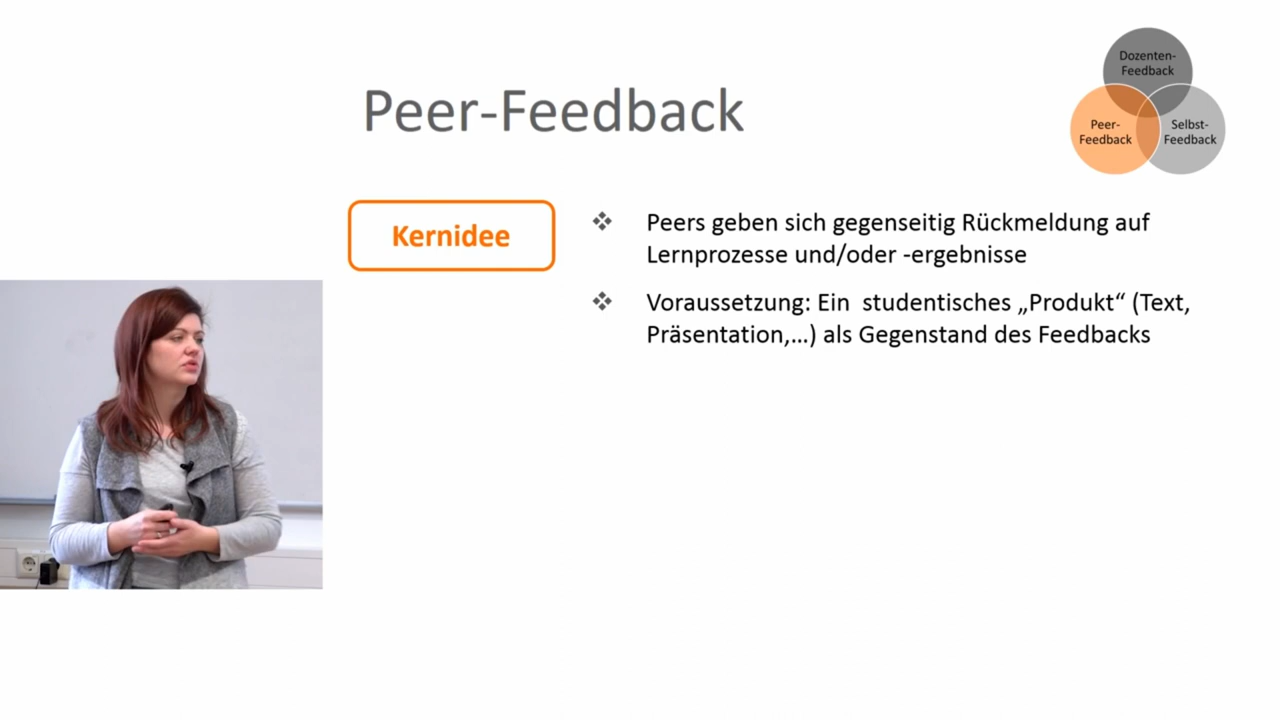 Peer-Feedback
Dozenten-
Feedback
Peer-
Feedback
Selbst-
Feedback
Kernidee
Peers geben sich gegenseitig Rückmeldung auf
Lernprozesse und/oder -ergebnisse
Voraussetzung: Ein  studentisches „Produkt“ (Text,
Präsentation,...) als Gegenstand des Feedbacks